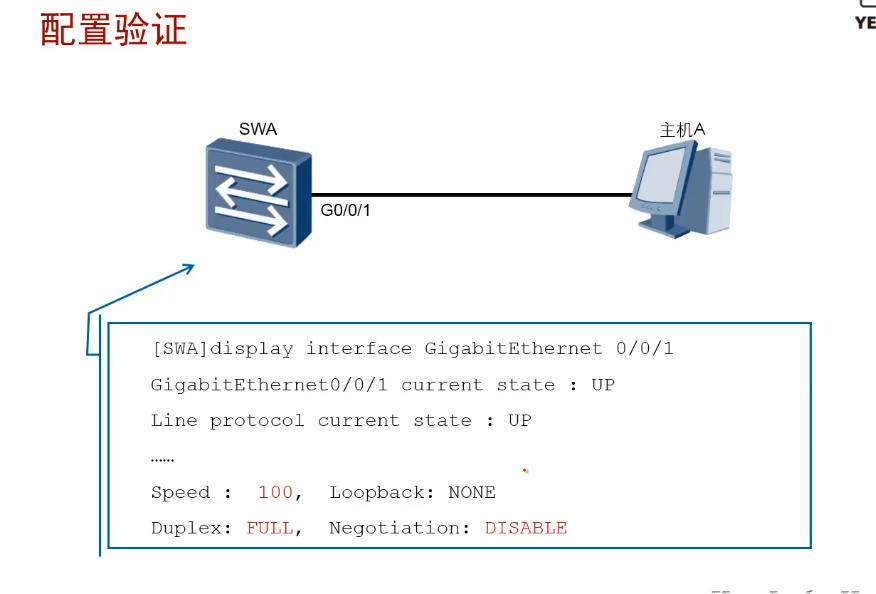 配置验证
YE
SWA
主机A
G0/0/1
[SWA]display interface GigabitEthernet 0/0/1
GigabitEthernet0/0/1 current state : UP
Line protocol current state : UP
……
Speed :  100,  Loopback: NONE
Duplex: FULL,  Negotiation: DISABLE